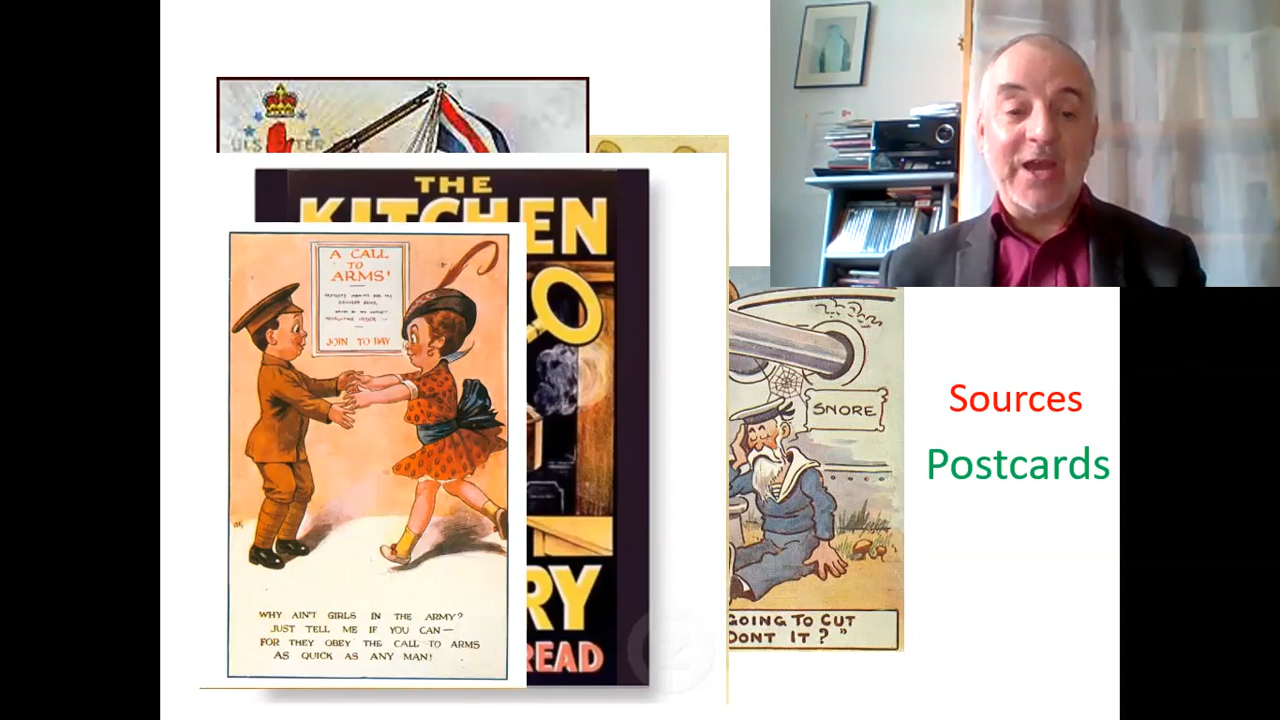 ULSTER
THE
KITCHEN
A CALL
TO
ARMS!
JOIN TO DAY
SNORE
Sources
Postcards
RY
READ
GOING TO CUT
DON'T IT? "
WHY AIN'T GIRLS IN THE ARMY?
JUST TELL ME IF YOU CAN—
FOR THEY OBEY THE CALL TO ARMS
AS QUICK AS ANY MAN!